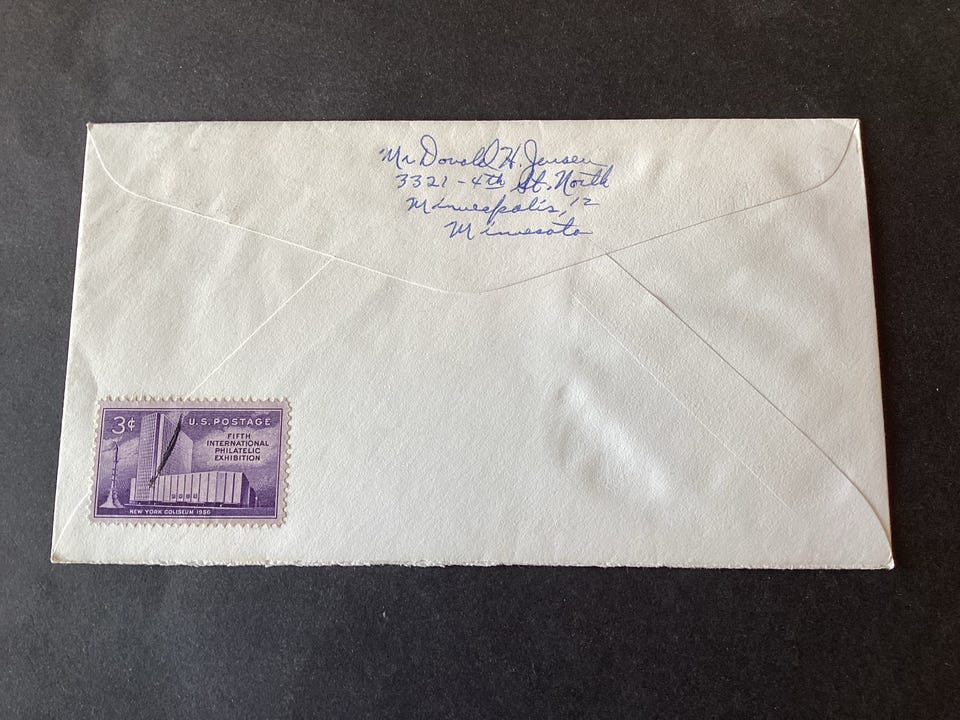 Mr Donald H. Jensen
3321 - 4th St. North
Minneapolis, 12
Minnesota
3¢
U.S. POSTAGE
FIFTH
INTERNATIONAL
PHILATELIC
EXHIBITION
NEW YORK COLISEUM 1956